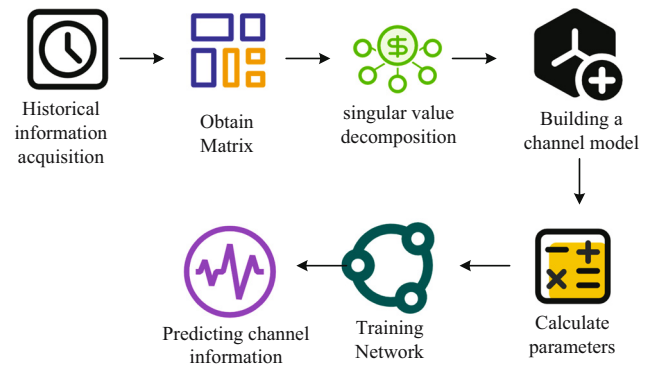 Historical
information
acquisition
Obtain
Matrix
singular value
decomposition
Building a
channel model
Calculate
parameters
Training
Network
Predicting channel
information